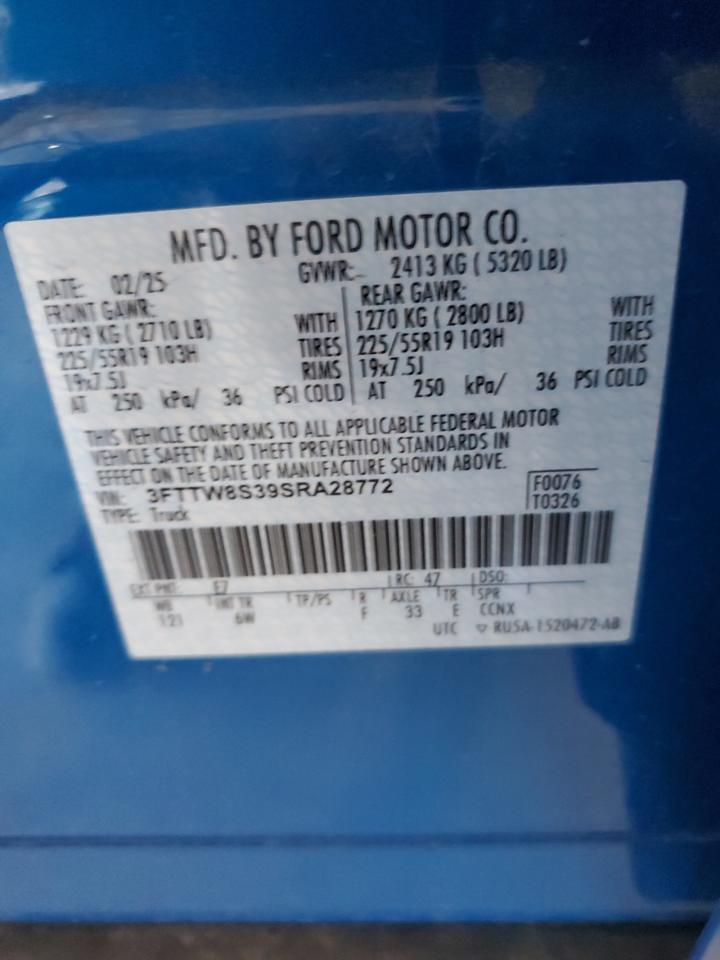 MFD. BY FORD MOTOR CO.
DATE: 02/25 GVWR: 2413 KG ( 5320 LB)
FRONT GAWR: REAR GAWR:
1229 KG ( 2710 LB) WITH 1270 KG ( 2800 LB) WITH
225/55R19 103H TIRES 225/55R19 103H TIRES
19x7.5J RIMS 19x7.5J RIMS
AT 250 kPa/ 36 PSI COLD AT 250 kPa/ 36 PSI COLD
THIS VEHICLE CONFORMS TO ALL APPLICABLE FEDERAL MOTOR
VEHICLE SAFETY AND THEFT PREVENTION STANDARDS IN
EFFECT ON THE DATE OF MANUFACTURE SHOWN ABOVE.
VIN: 3FTTW8S39SRA28772 F0076
TYPE: Truck T0326
EXT PNT: E7 RC: 47 DSO:
WB INT TR TP/PS R AXLE TR SPR
121 6W F 33 E CCNX
UTC ▽ RU5A-1520472-AB